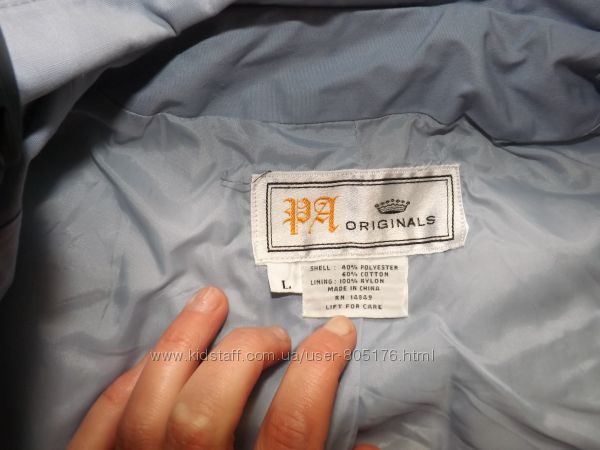 PA ORIGINALS
L
SHELL: 40% POLYESTER
60% COTTON
LINING: 100% NYLON
MADE IN CHINA
RN 14849
LIFT FOR CARE
www.kidstaff.com.ua/user-805176.html